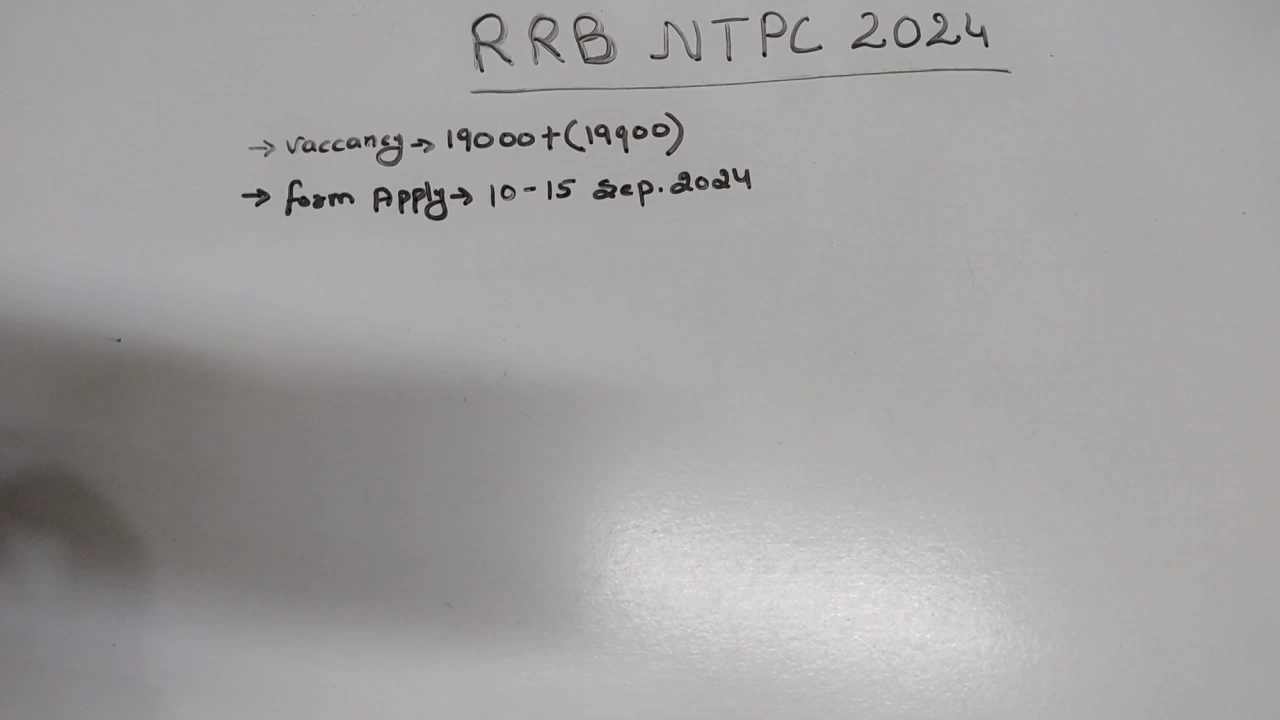 RRB NTPC 2024
→ vaccancy → 19000+(19900)
→ form Apply → 10-15 Sep. 2024